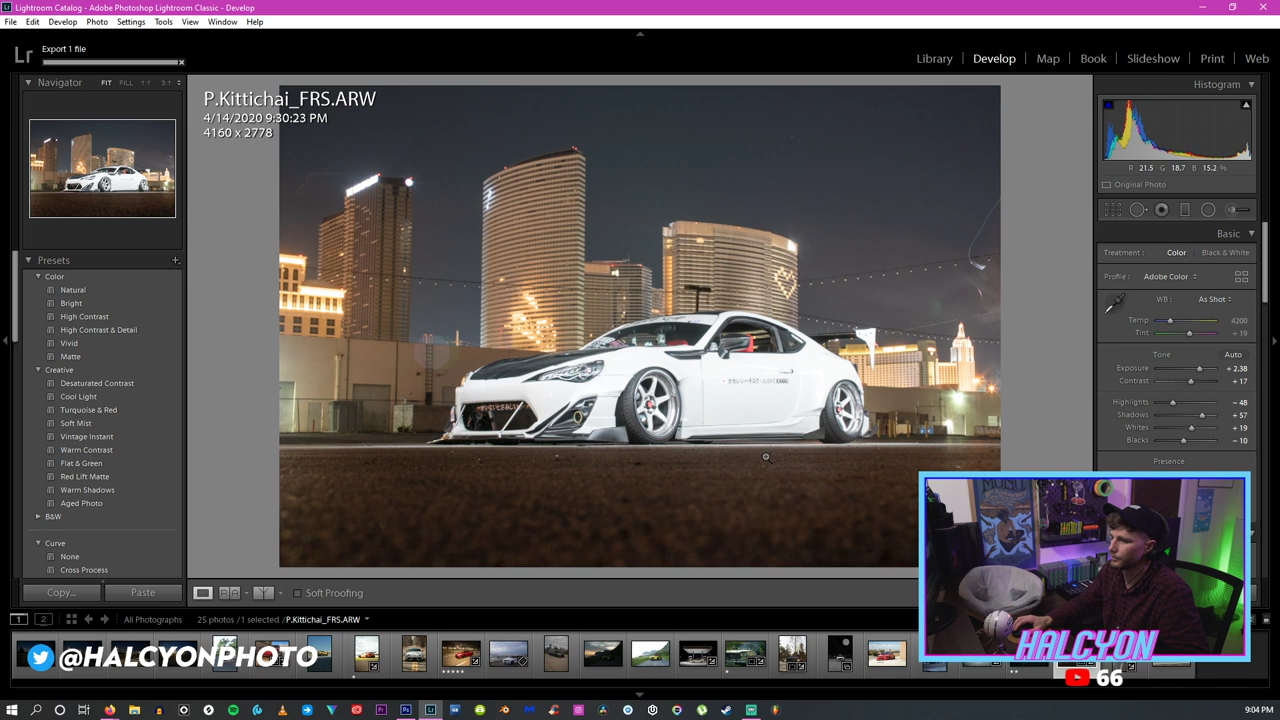 Lightroom Catalog - Adobe Photoshop Lightroom Classic - Develop
File Edit Develop Photo Settings Tools View Window Help
Lr Export 1 file
Library | Develop | Map | Book | Slideshow | Print | Web
Navigator FIT FILL 1:1 3:1
Histogram
P.Kittichai_FRS.ARW
4/14/2020 9:30:23 PM
4160 x 2778
R 21.5 G 18.7 B 15.2 %
Original Photo
Basic
Treatment: Color | Black & White
Profile: Adobe Color
WB: As Shot
Temp 4200
Tint + 19
Tone Auto
Exposure + 2.38
Contrast + 17
Highlights − 48
Shadows + 57
Whites + 19
Blacks − 10
Presence
Presets
Color
Natural
Bright
High Contrast
High Contrast & Detail
Vivid
Matte
Creative
Desaturated Contrast
Cool Light
Turquoise & Red
Soft Mist
Vintage Instant
Warm Contrast
Flat & Green
Red Lift Matte
Warm Shadows
Aged Photo
B&W
Curve
None
Cross Process
Copy... Paste
Soft Proofing
1 2 All Photographs 25 photos / 1 selected / P.Kittichai_FRS.ARW
@HALCYONPHOTO
HALCYON
66
9:04 PM